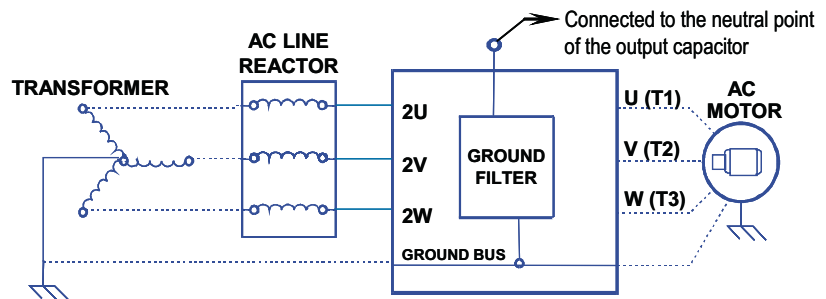 Connected to the neutral point
of the output capacitor
AC LINE
REACTOR
TRANSFORMER
2U
2V
2W
GROUND
FILTER
GROUND BUS
U (T1)
V (T2)
W (T3)
AC
MOTOR